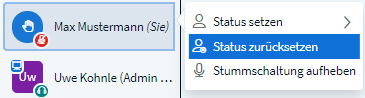 Max Mustermann (Sie)
Uw
Uwe Kohnle (Admin ...
Status setzen
Status zurücksetzen
Stummschaltung aufheben